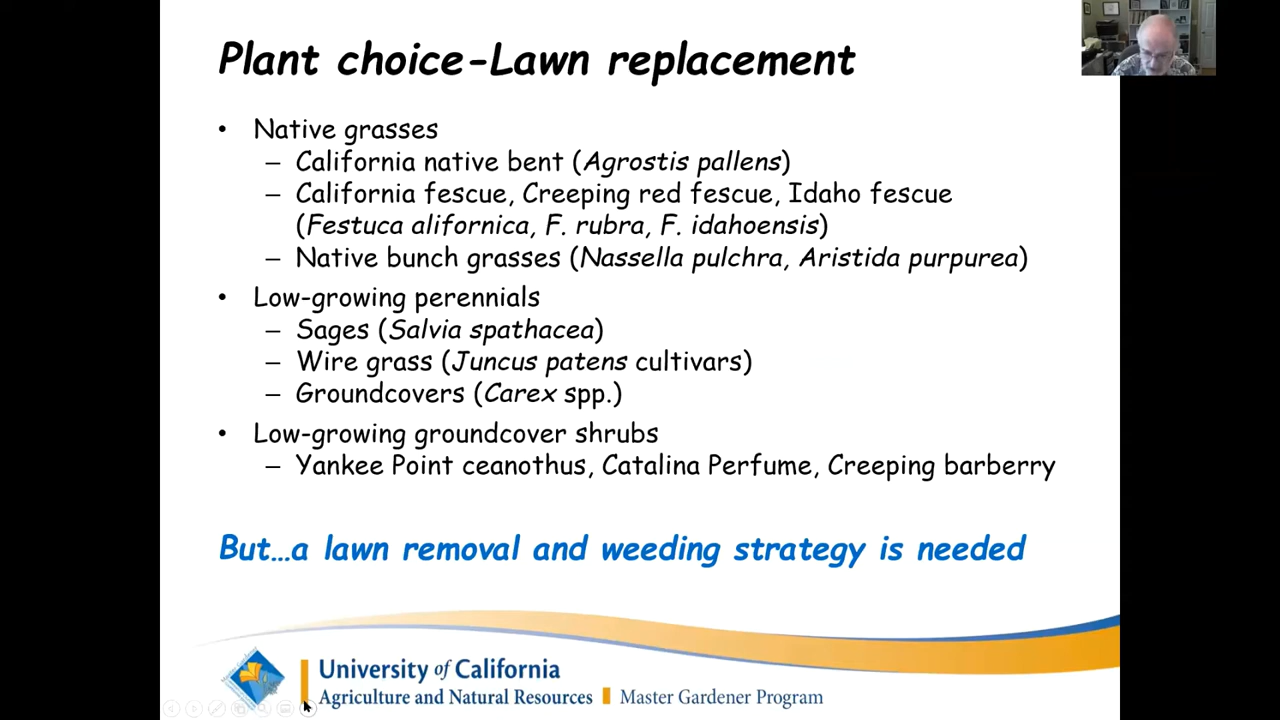 Plant choice-Lawn replacement
• Native grasses
– California native bent (Agrostis pallens)
– California fescue, Creeping red fescue, Idaho fescue
(Festuca alifornica, F. rubra, F. idahoensis)
– Native bunch grasses (Nassella pulchra, Aristida purpurea)
• Low-growing perennials
– Sages (Salvia spathacea)
– Wire grass (Juncus patens cultivars)
– Groundcovers (Carex spp.)
• Low-growing groundcover shrubs
– Yankee Point ceanothus, Catalina Perfume, Creeping barberry
But…a lawn removal and weeding strategy is needed
University of California
Agriculture and Natural Resources Master Gardener Program